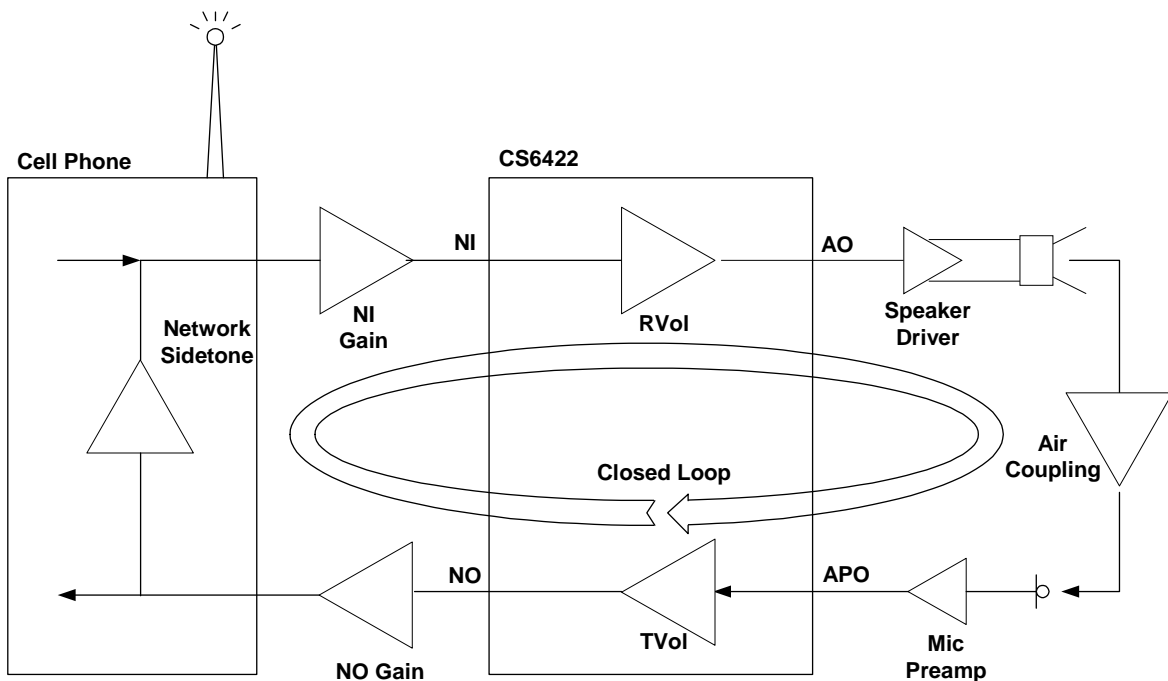 Cell Phone
CS6422
NI
AO
NI
Gain
RVol
Speaker
Driver
Network
Sidetone
Closed Loop
Air
Coupling
NO
APO
NO Gain
TVol
Mic
Preamp